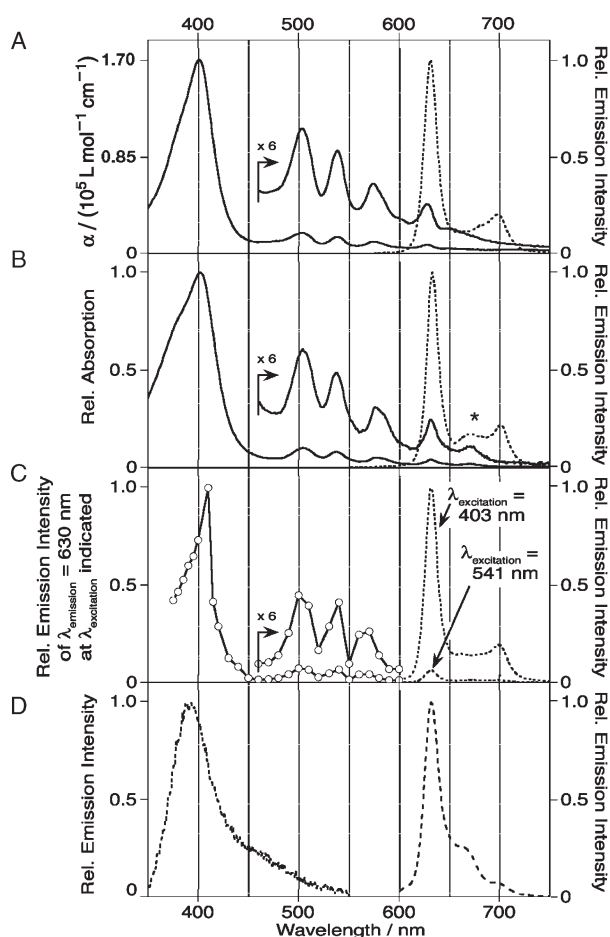 400 500 600 700
A
1.70
0.85
0
α / (10⁵ L mol⁻¹ cm⁻¹)
x 6
1.0
0.5
0
Rel. Emission Intensity
B
1.0
0.5
0
Rel. Absorption
x 6
*
1.0
0.5
0
Rel. Emission Intensity
C
1.0
0.5
0
Rel. Emission Intensity
of λemission = 630 nm
at λexcitation indicated
x 6
λexcitation =
403 nm
λexcitation =
541 nm
1.0
0.5
0
Rel. Emission Intensity
D
1.0
0.5
0
Rel. Emission Intensity
1.0
0.5
0
Rel. Emission Intensity
400 500 600 700
Wavelength / nm